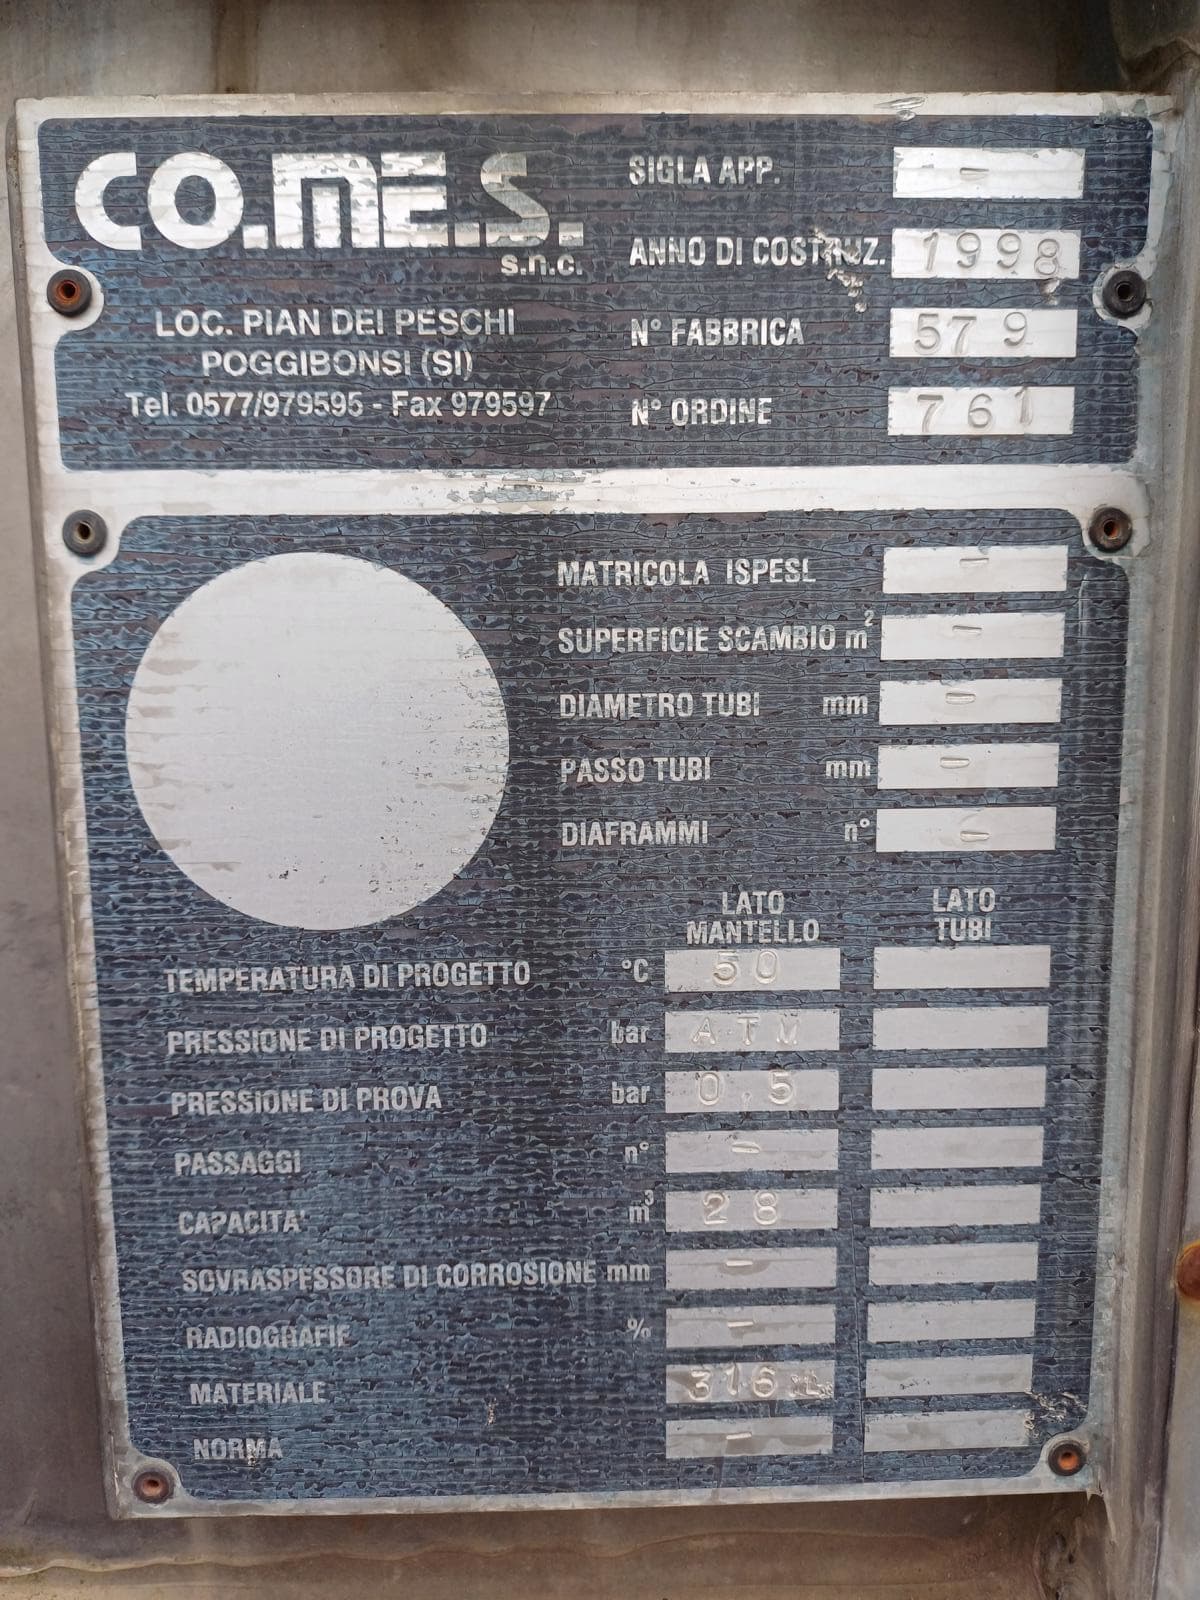 CO.ME.S.
s.n.c.
LOC. PIAN DEI PESCHI
POGGIBONSI (SI)
Tel. 0577/979595 - Fax 979597
SIGLA APP. -
ANNO DI COSTRUZ. 1998
N° FABBRICA 579
N° ORDINE 761
MATRICOLA ISPESL -
SUPERFICIE SCAMBIO m² -
DIAMETRO TUBI mm -
PASSO TUBI mm -
DIAFRAMMI n° -
LATO MANTELLO
LATO TUBI
TEMPERATURA DI PROGETTO °C 50
PRESSIONE DI PROGETTO bar ATM
PRESSIONE DI PROVA bar 0.5
PASSAGGI n° -
CAPACITA' m³ 28
SOVRASPESSORE DI CORROSIONE mm -
RADIOGRAFIE % -
MATERIALE 316 L
NORMA -